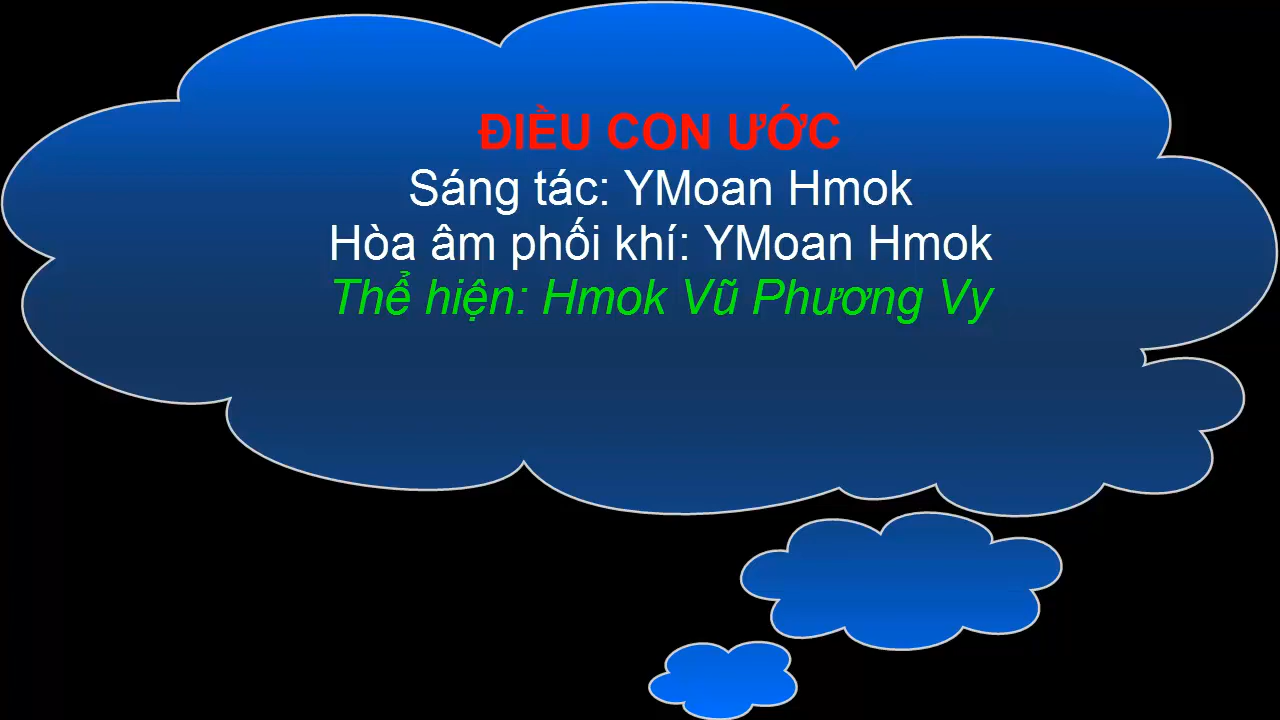 ĐIỀU CON ƯỚC
Sáng tác: YMoan Hmok
Hòa âm phối khí: YMoan Hmok
Thể hiện: Hmok Vũ Phương Vy